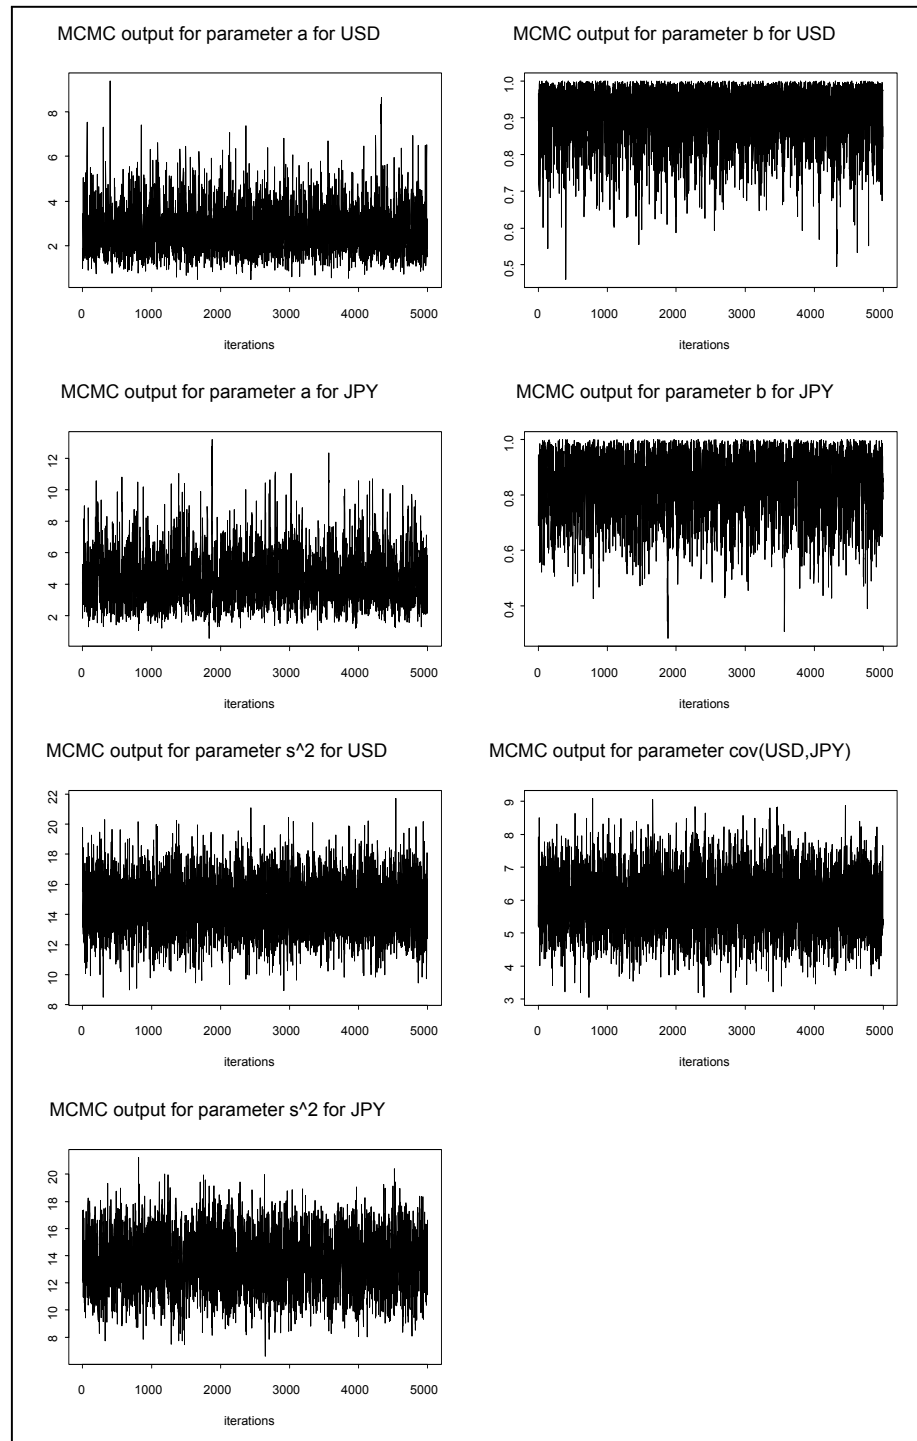 MCMC output for parameter a for USD
MCMC output for parameter b for USD
2 4 6 8
0 1000 2000 3000 4000 5000
iterations
0.5 0.6 0.7 0.8 0.9 1.0
0 1000 2000 3000 4000 5000
iterations
MCMC output for parameter a for JPY
MCMC output for parameter b for JPY
2 4 6 8 10 12
0 1000 2000 3000 4000 5000
iterations
0.4 0.6 0.8 1.0
0 1000 2000 3000 4000 5000
iterations
MCMC output for parameter s^2 for USD
MCMC output for parameter cov(USD,JPY)
8 10 12 14 16 18 20 22
0 1000 2000 3000 4000 5000
iterations
3 4 5 6 7 8 9
0 1000 2000 3000 4000 5000
iterations
MCMC output for parameter s^2 for JPY
8 10 12 14 16 18 20
0 1000 2000 3000 4000 5000
iterations